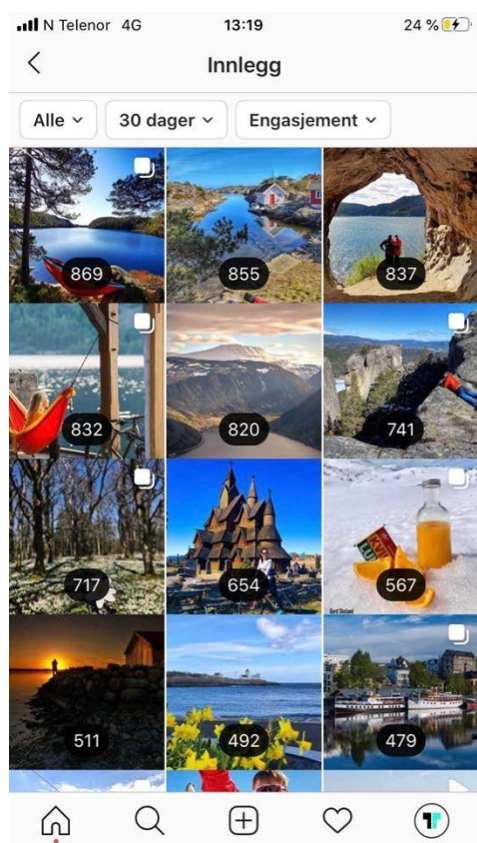 N Telenor 4G 13:19 24 %
Innlegg
Alle 30 dager Engasjement
869 855 837
832 820 741
717 654 567
511 492 479